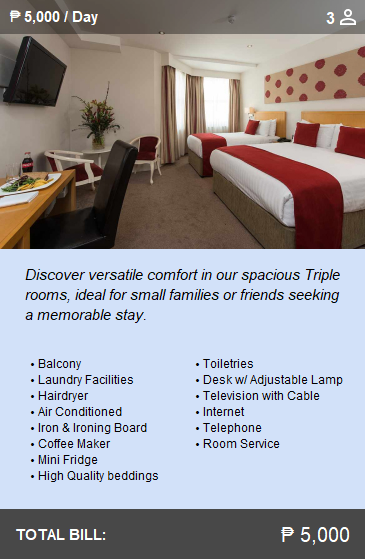 ₱ 5,000 / Day
3
Discover versatile comfort in our spacious Triple
rooms, ideal for small families or friends seeking
a memorable stay.
• Balcony
• Laundry Facilities
• Hairdryer
• Air Conditioned
• Iron & Ironing Board
• Coffee Maker
• Mini Fridge
• High Quality beddings
• Toiletries
• Desk w/ Adjustable Lamp
• Television with Cable
• Internet
• Telephone
• Room Service
TOTAL BILL:
₱ 5,000